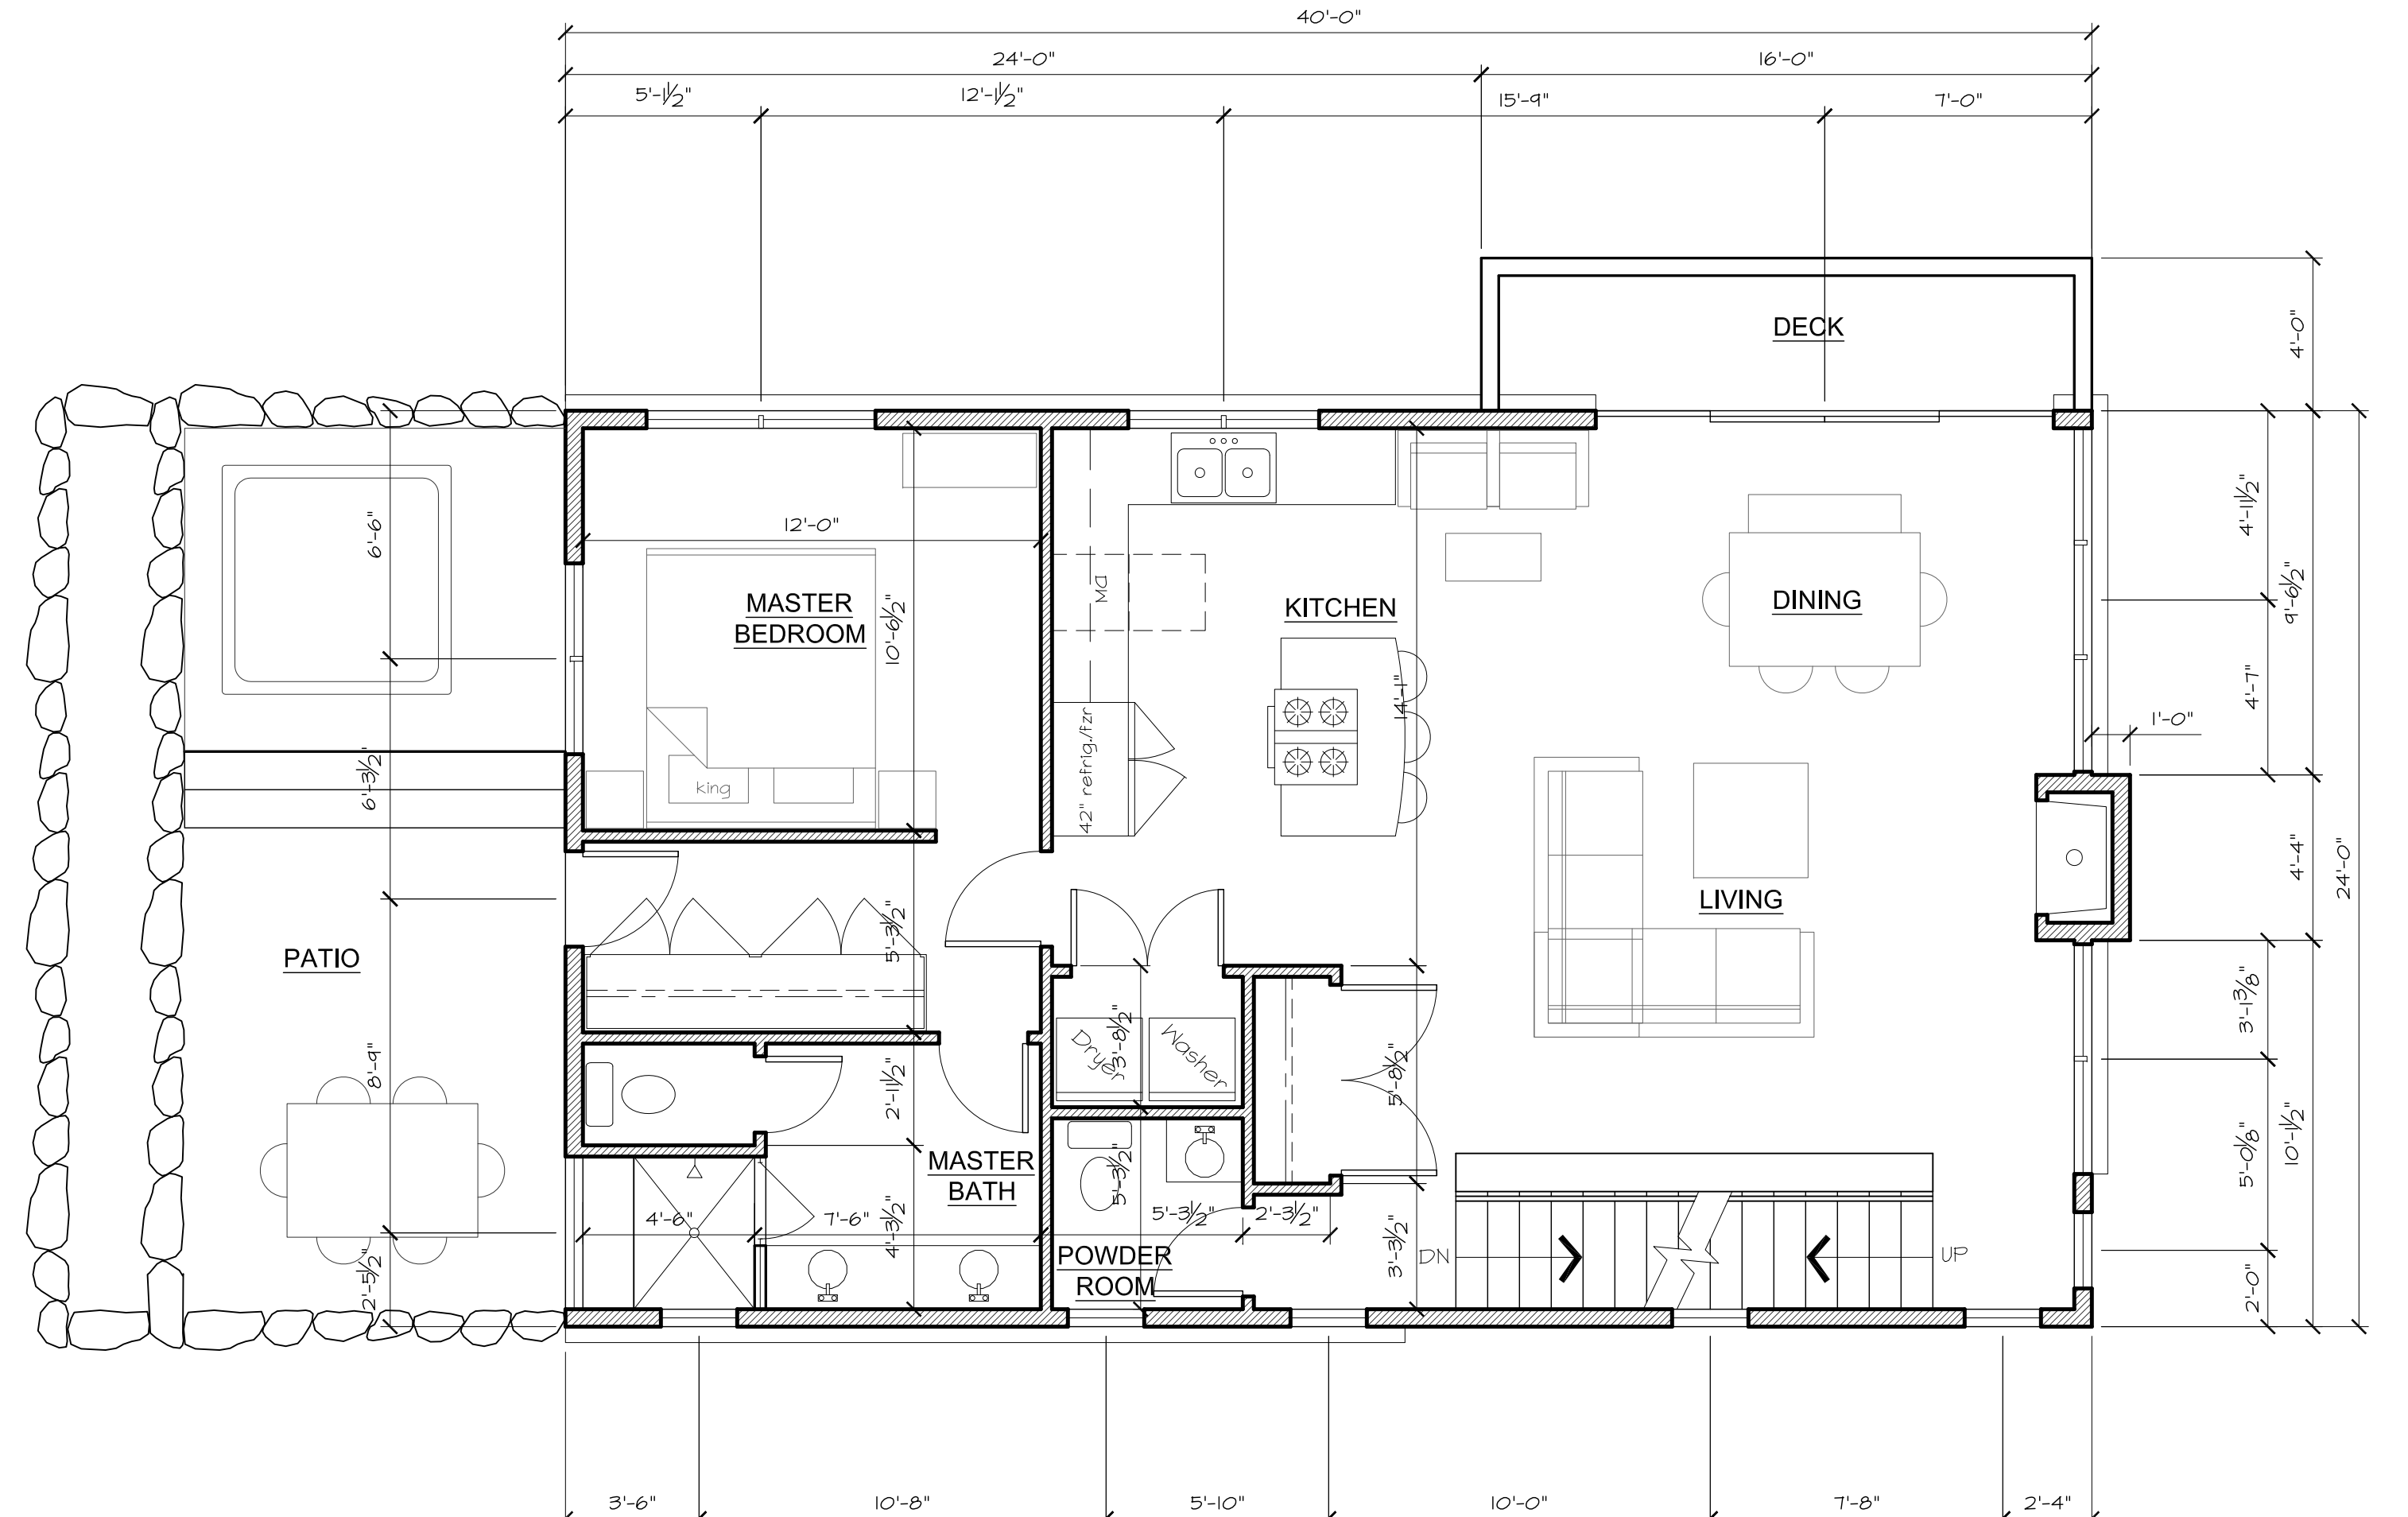 40'-0"
24'-0"
16'-0"
5'-1½"
12'-1½"
15'-9"
7'-0"
DECK
4'-0"
6'-6"
12'-0"
MASTER
BEDROOM
10'-6½"
king
MD
KITCHEN
14'-1"
42" refrig./fzr
DINING
4'-11½"
9'-6½"
4'-7"
1'-0"
6'-3½"
LIVING
4'-4"
24'-0"
PATIO
5'-3½"
3'-1⅜"
8'-9"
2'-11½"
Dryer
3'-8½"
Washer
5'-8½"
10'-1½"
5'-0⅛"
MASTER
BATH
5'-3½"
4'-6"
7'-6"
4'-3½"
5'-3½"
2'-3½"
POWDER
ROOM
3'-3½"
DN
UP
2'-5½"
2'-0"
3'-6"
10'-8"
5'-10"
10'-0"
7'-8"
2'-4"